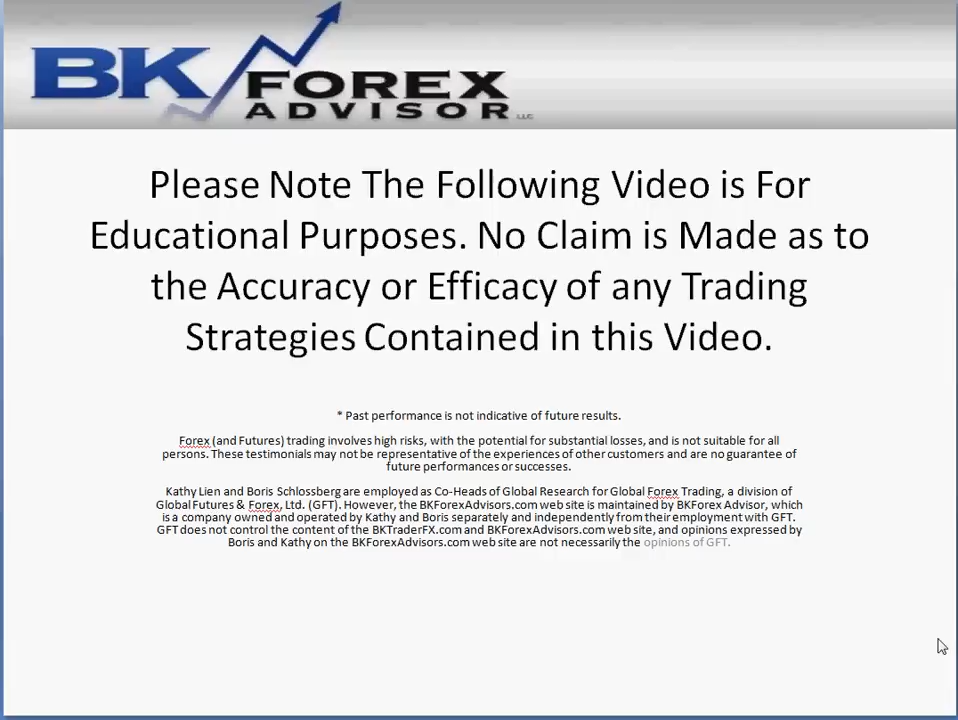 BK FOREX
ADVISOR LLC
Please Note The Following Video is For
Educational Purposes. No Claim is Made as to
the Accuracy or Efficacy of any Trading
Strategies Contained in this Video.
* Past performance is not indicative of future results.
Forex (and Futures) trading involves high risks, with the potential for substantial losses, and is not suitable for all
persons. These testimonials may not be representative of the experiences of other customers and are no guarantee of
future performances or successes.
Kathy Lien and Boris Schlossberg are employed as Co-Heads of Global Research for Global Forex Trading, a division of
Global Futures & Forex, Ltd. (GFT). However, the BKForexAdvisors.com web site is maintained by BKForex Advisor, which
is a company owned and operated by Kathy and Boris separately and independently from their employment with GFT.
GFT does not control the content of the BKTraderFX.com and BKForexAdvisors.com web site, and opinions expressed by
Boris and Kathy on the BKForexAdvisors.com web site are not necessarily the opinions of GFT.